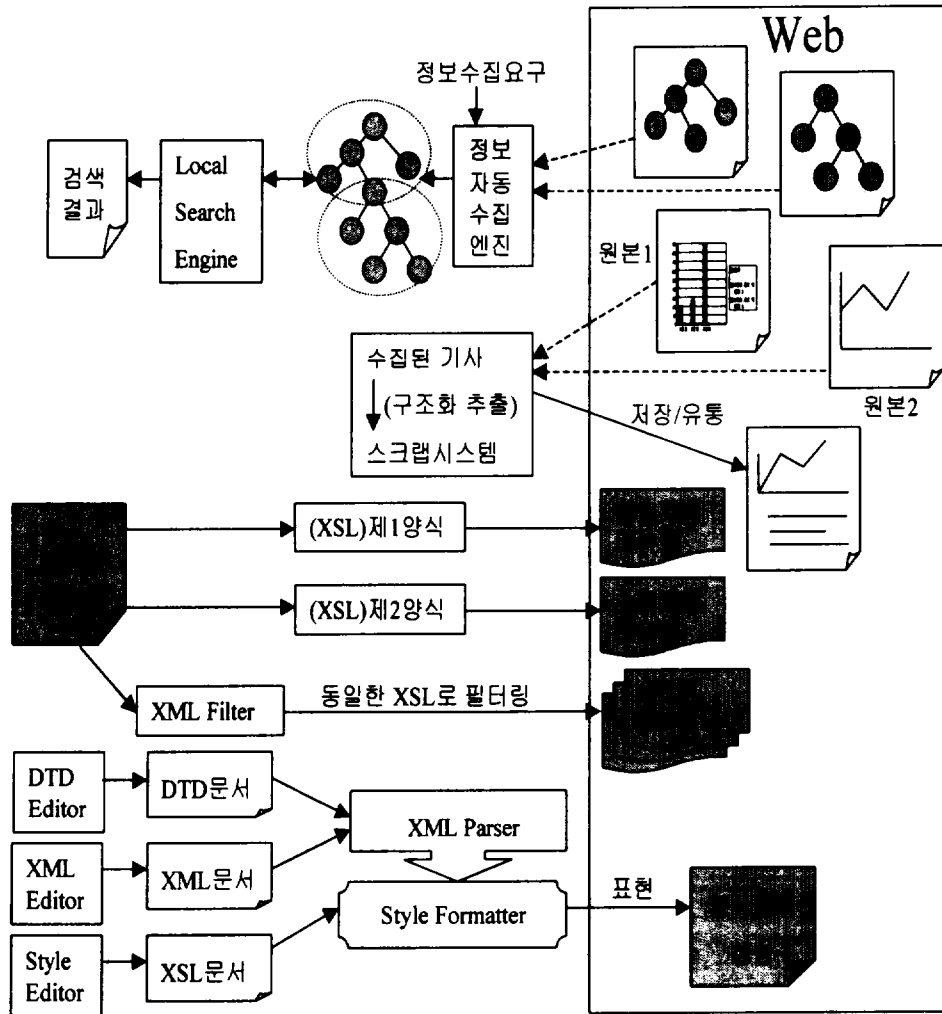 Web
정보수집요구
검색
결과
Local
Search
Engine
정보
자동
수집
엔진
원본1
수집된 기사
(구조화 추출)
스크랩시스템
원본2
저장/유통
(XSL)제1양식
(XSL)제2양식
XML Filter
동일한 XSL로 필터링
DTD
Editor
DTD문서
XML Parser
XML
Editor
XML문서
Style Formatter
표현
Style
Editor
XSL문서